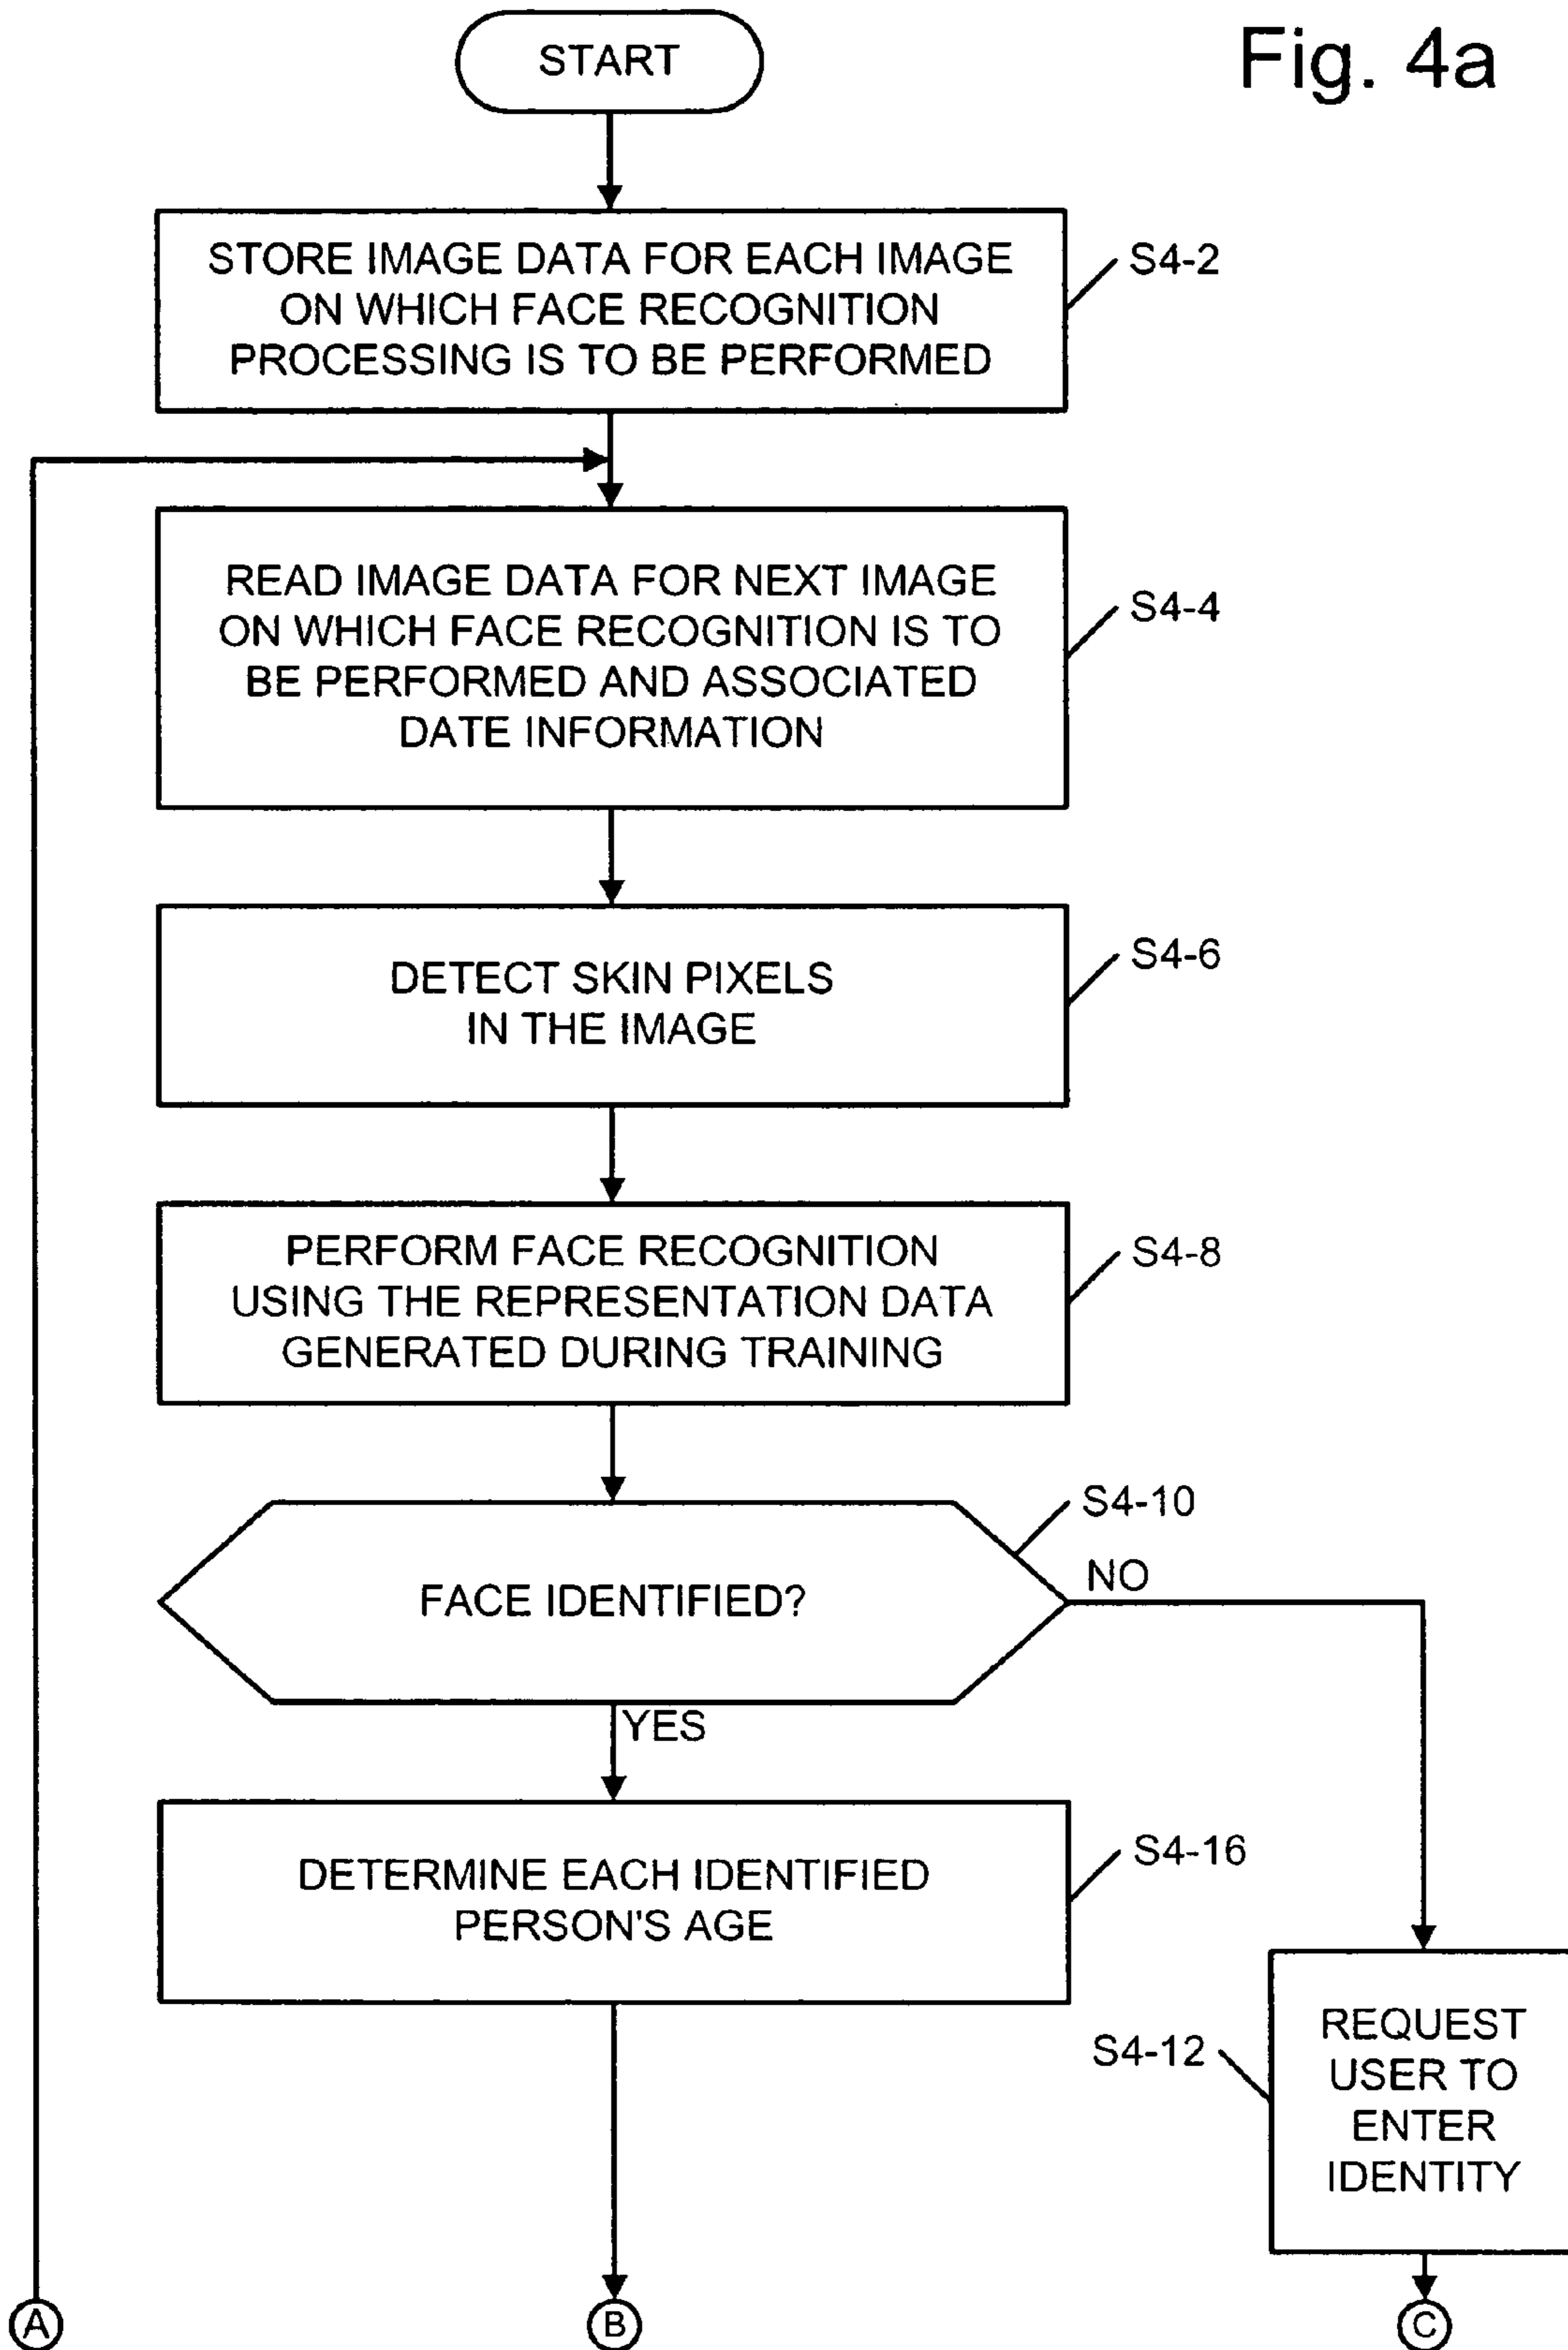 Fig. 4a
START
STORE IMAGE DATA FOR EACH IMAGE
ON WHICH FACE RECOGNITION
PROCESSING IS TO BE PERFORMED
S4-2
READ IMAGE DATA FOR NEXT IMAGE
ON WHICH FACE RECOGNITION IS TO
BE PERFORMED AND ASSOCIATED
DATE INFORMATION
S4-4
DETECT SKIN PIXELS
IN THE IMAGE
S4-6
PERFORM FACE RECOGNITION
USING THE REPRESENTATION DATA
GENERATED DURING TRAINING
S4-8
FACE IDENTIFIED?
S4-10
NO
YES
DETERMINE EACH IDENTIFIED
PERSON'S AGE
S4-16
S4-12
REQUEST
USER TO
ENTER
IDENTITY
A
B
C